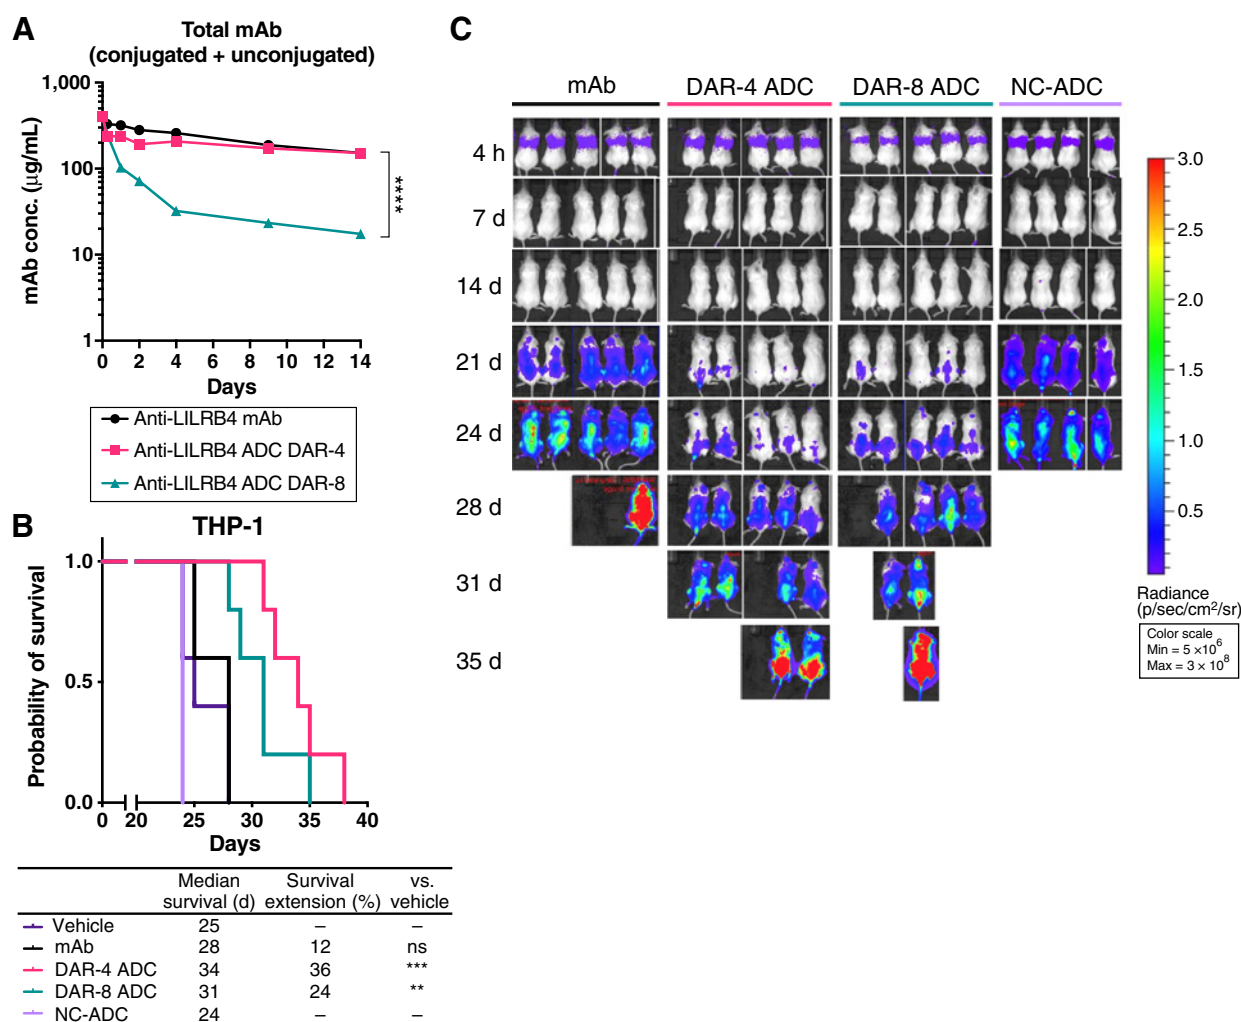 A
Total mAb
(conjugated + unconjugated)
mAb conc. (μg/mL)
1,000
100
10
1
0 2 4 6 8 10 12 14
Days
****
Anti-LILRB4 mAb
Anti-LILRB4 ADC DAR-4
Anti-LILRB4 ADC DAR-8
B
THP-1
Probability of survival
1.0
0.5
0.0
0 20 25 30 35 40
Days
Median survival (d) Survival extension (%) vs. vehicle
Vehicle 25 – –
mAb 28 12 ns
DAR-4 ADC 34 36 ***
DAR-8 ADC 31 24 **
NC-ADC 24 – –
C
mAb DAR-4 ADC DAR-8 ADC NC-ADC
4 h
7 d
14 d
21 d
24 d
28 d
31 d
35 d
3.0
2.5
2.0
1.5
1.0
0.5
Radiance
(p/sec/cm²/sr)
Color scale
Min = 5 ×10⁶
Max = 3 × 10⁸